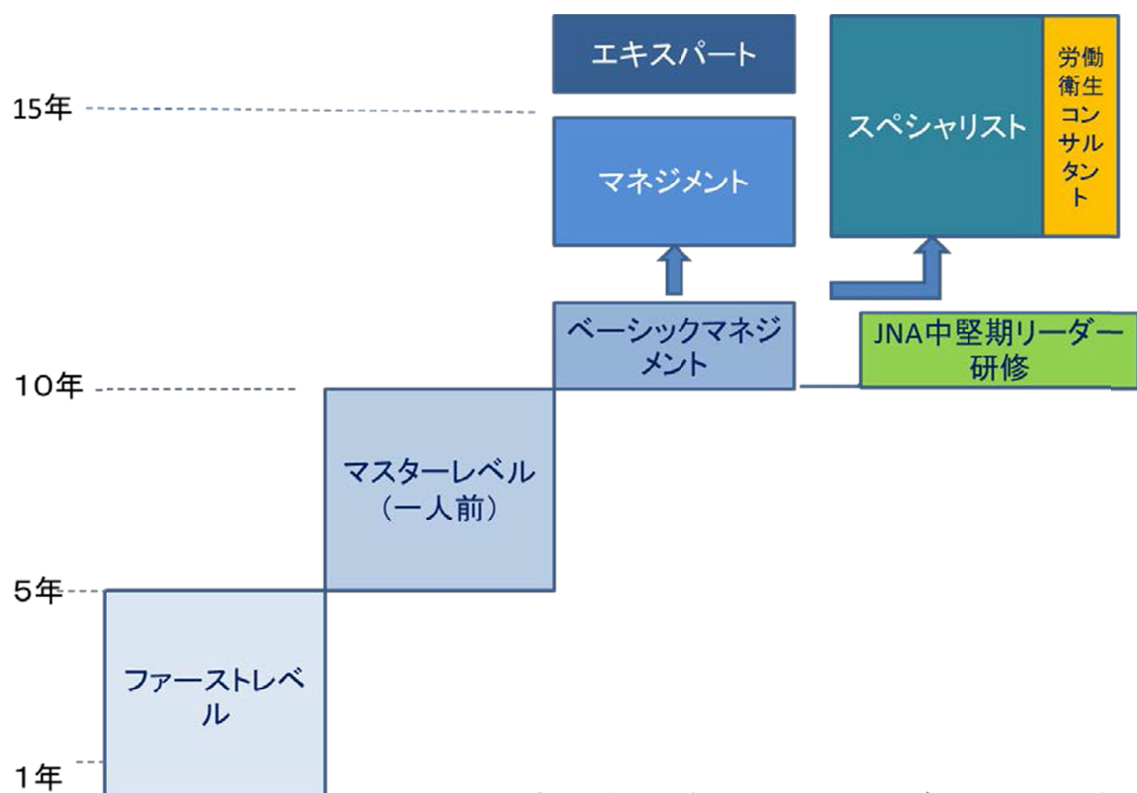 エキスパート
15年
スペシャリスト
労働
衛生
コン
サル
タン
ト
マネジメント
ベーシックマネジ
メント
JNA中堅期リーダー
研修
10年
マスターレベル
(一人前)
5年
ファーストレベ
ル
1年